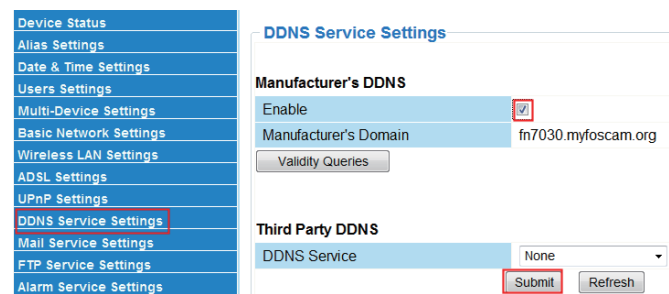 Device Status
Alias Settings
Date & Time Settings
Users Settings
Multi-Device Settings
Basic Network Settings
Wireless LAN Settings
ADSL Settings
UPnP Settings
DDNS Service Settings
Mail Service Settings
FTP Service Settings
Alarm Service Settings
DDNS Service Settings
Manufacturer's DDNS
Enable
Manufacturer's Domain fn7030.myfoscam.org
Validity Queries
Third Party DDNS
DDNS Service None
Submit Refresh